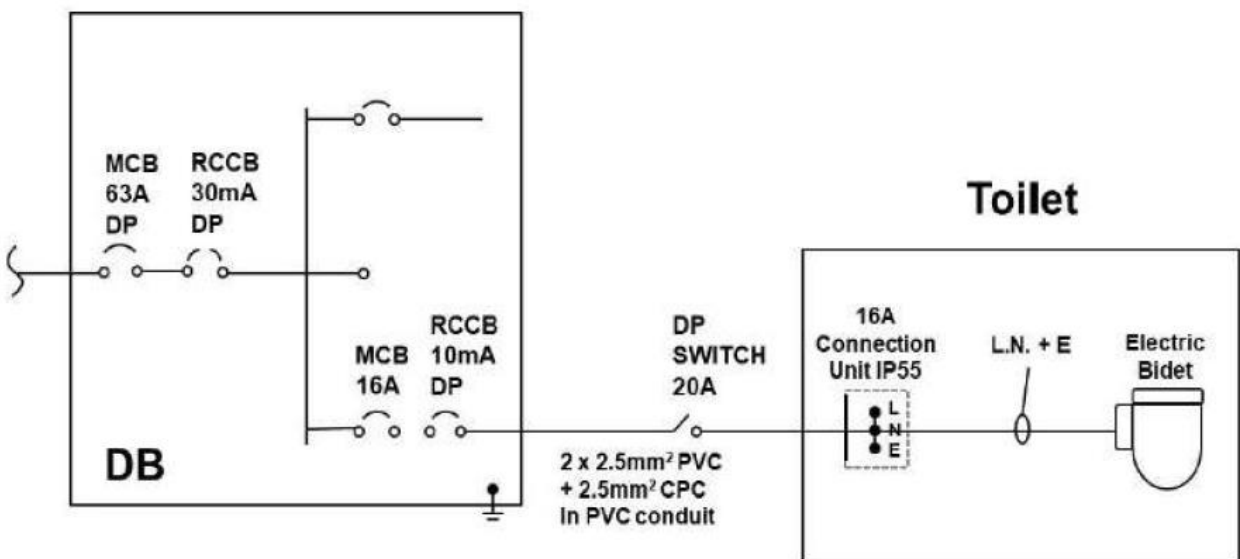 MCB
63A
DP
RCCB
30mA
DP
MCB
16A
RCCB
10mA
DP
DB
DP
SWITCH
20A
2 x 2.5mm² PVC
+ 2.5mm² CPC
In PVC conduit
Toilet
16A
Connection
Unit IP55
L
N
E
L.N. + E
Electric
Bidet